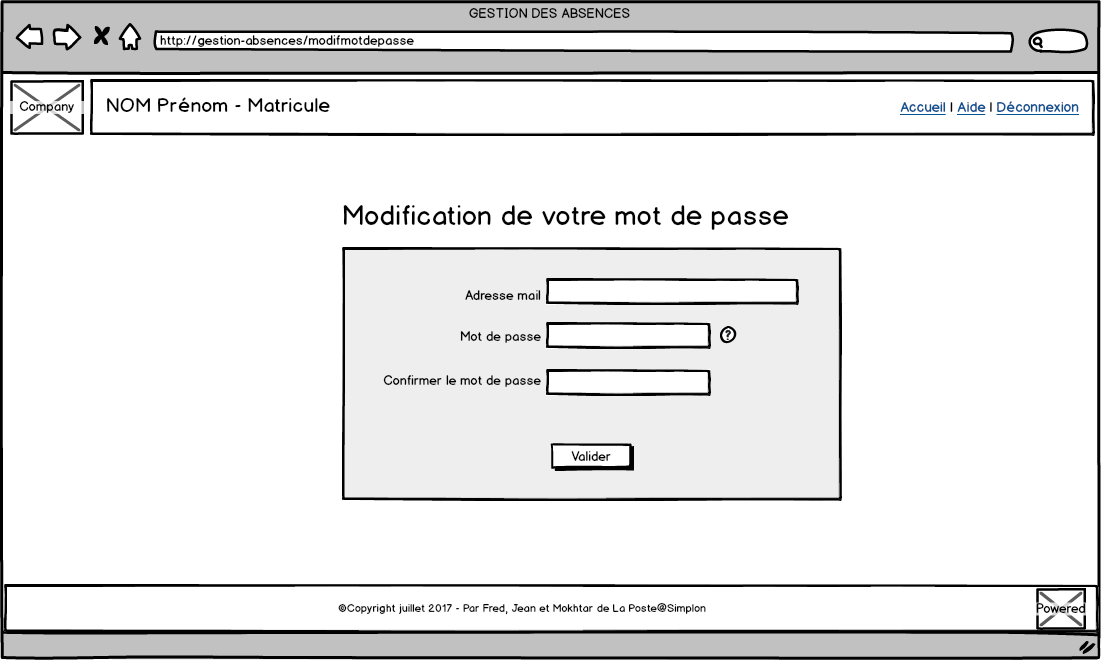 GESTION DES ABSENCES
http://gestion-absences/modifmotdepasse
Company
NOM Prénom - Matricule
Accueil | Aide | Déconnexion
Modification de votre mot de passe
Adresse mail
Mot de passe
?
Confirmer le mot de passe
Valider
©Copyright juillet 2017 - Par Fred, Jean et Mokhtar de La Poste@Simplon
Powered